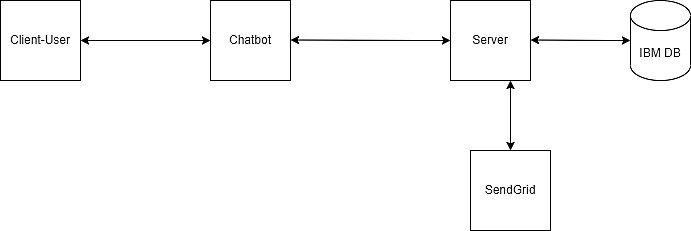 Client-User
Chatbot
Server
IBM DB
SendGrid